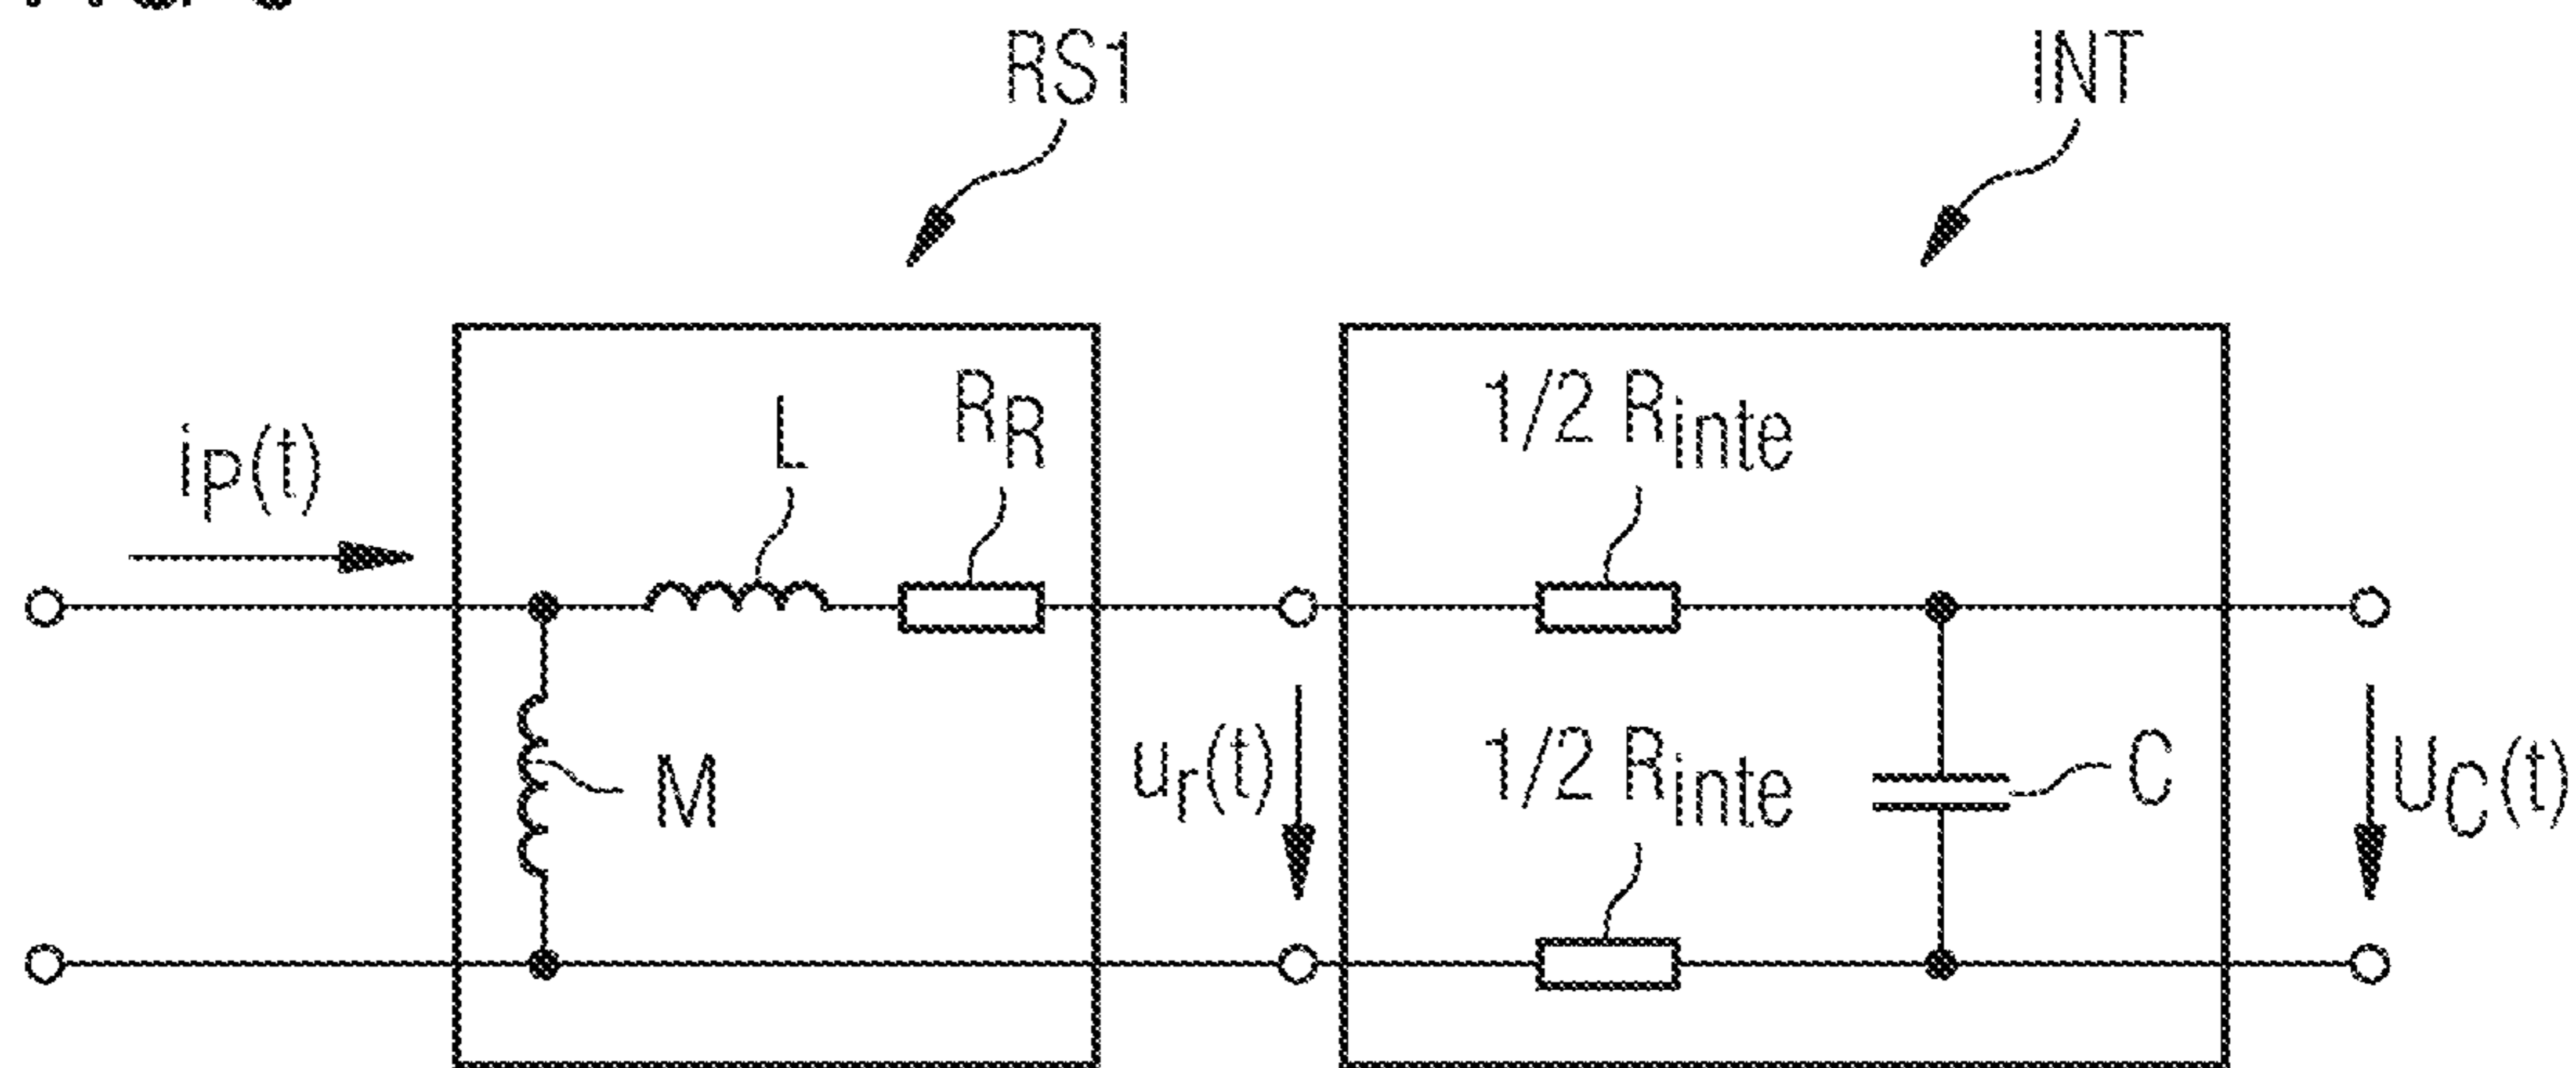 RS1
INT
iP(t)
L
RR
1/2 Rinte
M
ur(t)
1/2 Rinte
C
UC(t)